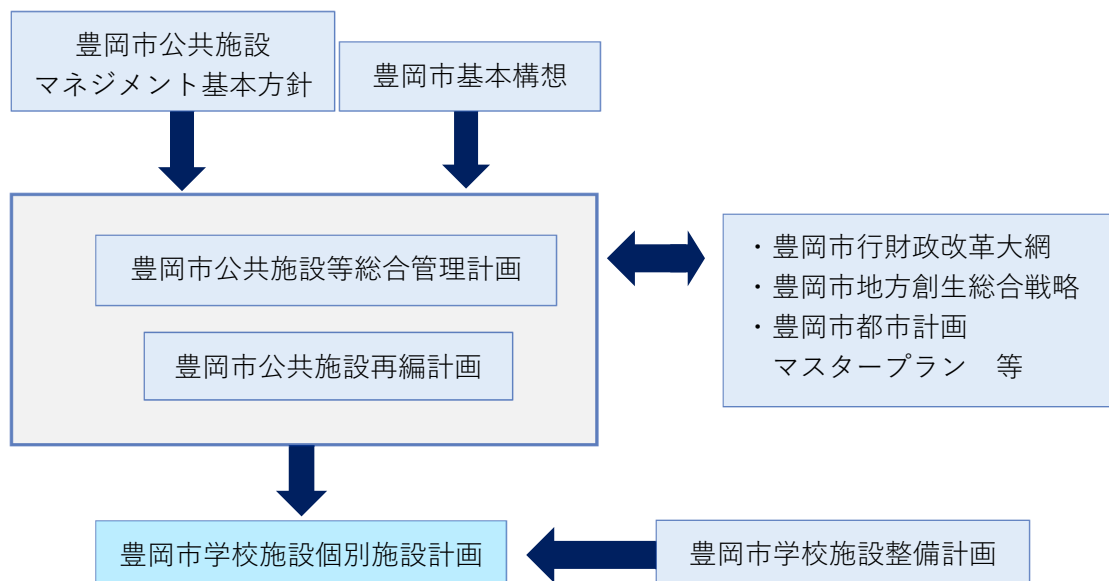 豊岡市公共施設
マネジメント基本方針
豊岡市基本構想
豊岡市公共施設等総合管理計画
豊岡市公共施設再編計画
・豊岡市行財政改革大網
・豊岡市地方創生総合戦略
・豊岡市都市計画
マスタープラン　等
豊岡市学校施設個別施設計画
豊岡市学校施設整備計画